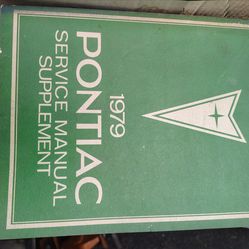 1979
PONTIAC
SERVICE MANUAL
SUPPLEMENT